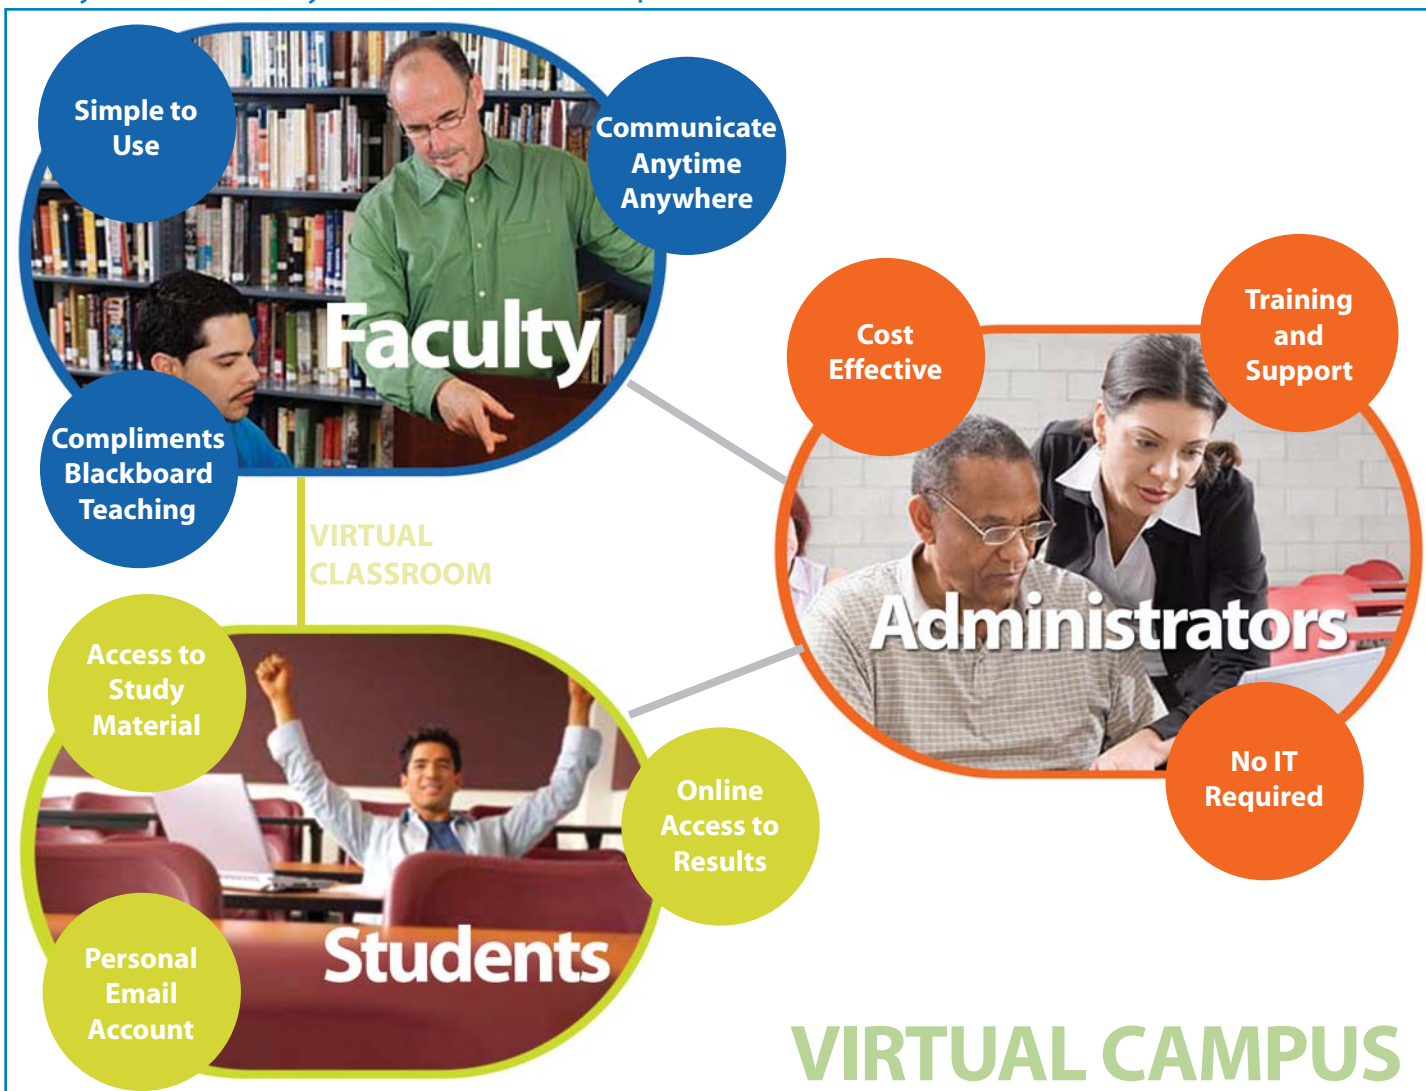 Simple to
Use
Communicate
Anytime
Anywhere
Faculty
Compliments
Blackboard
Teaching
Cost
Effective
Training
and
Support
Administrators
No IT
Required
VIRTUAL
CLASSROOM
Access to
Study
Material
Online
Access to
Results
Students
Personal
Email
Account
VIRTUAL CAMPUS